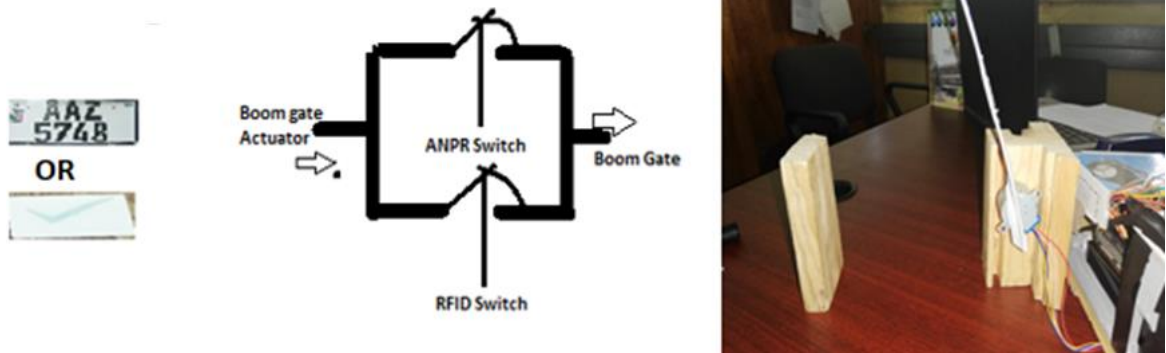 AAZ
5748
OR
Boom gate
Actuator
ANPR Switch
Boom Gate
RFID Switch